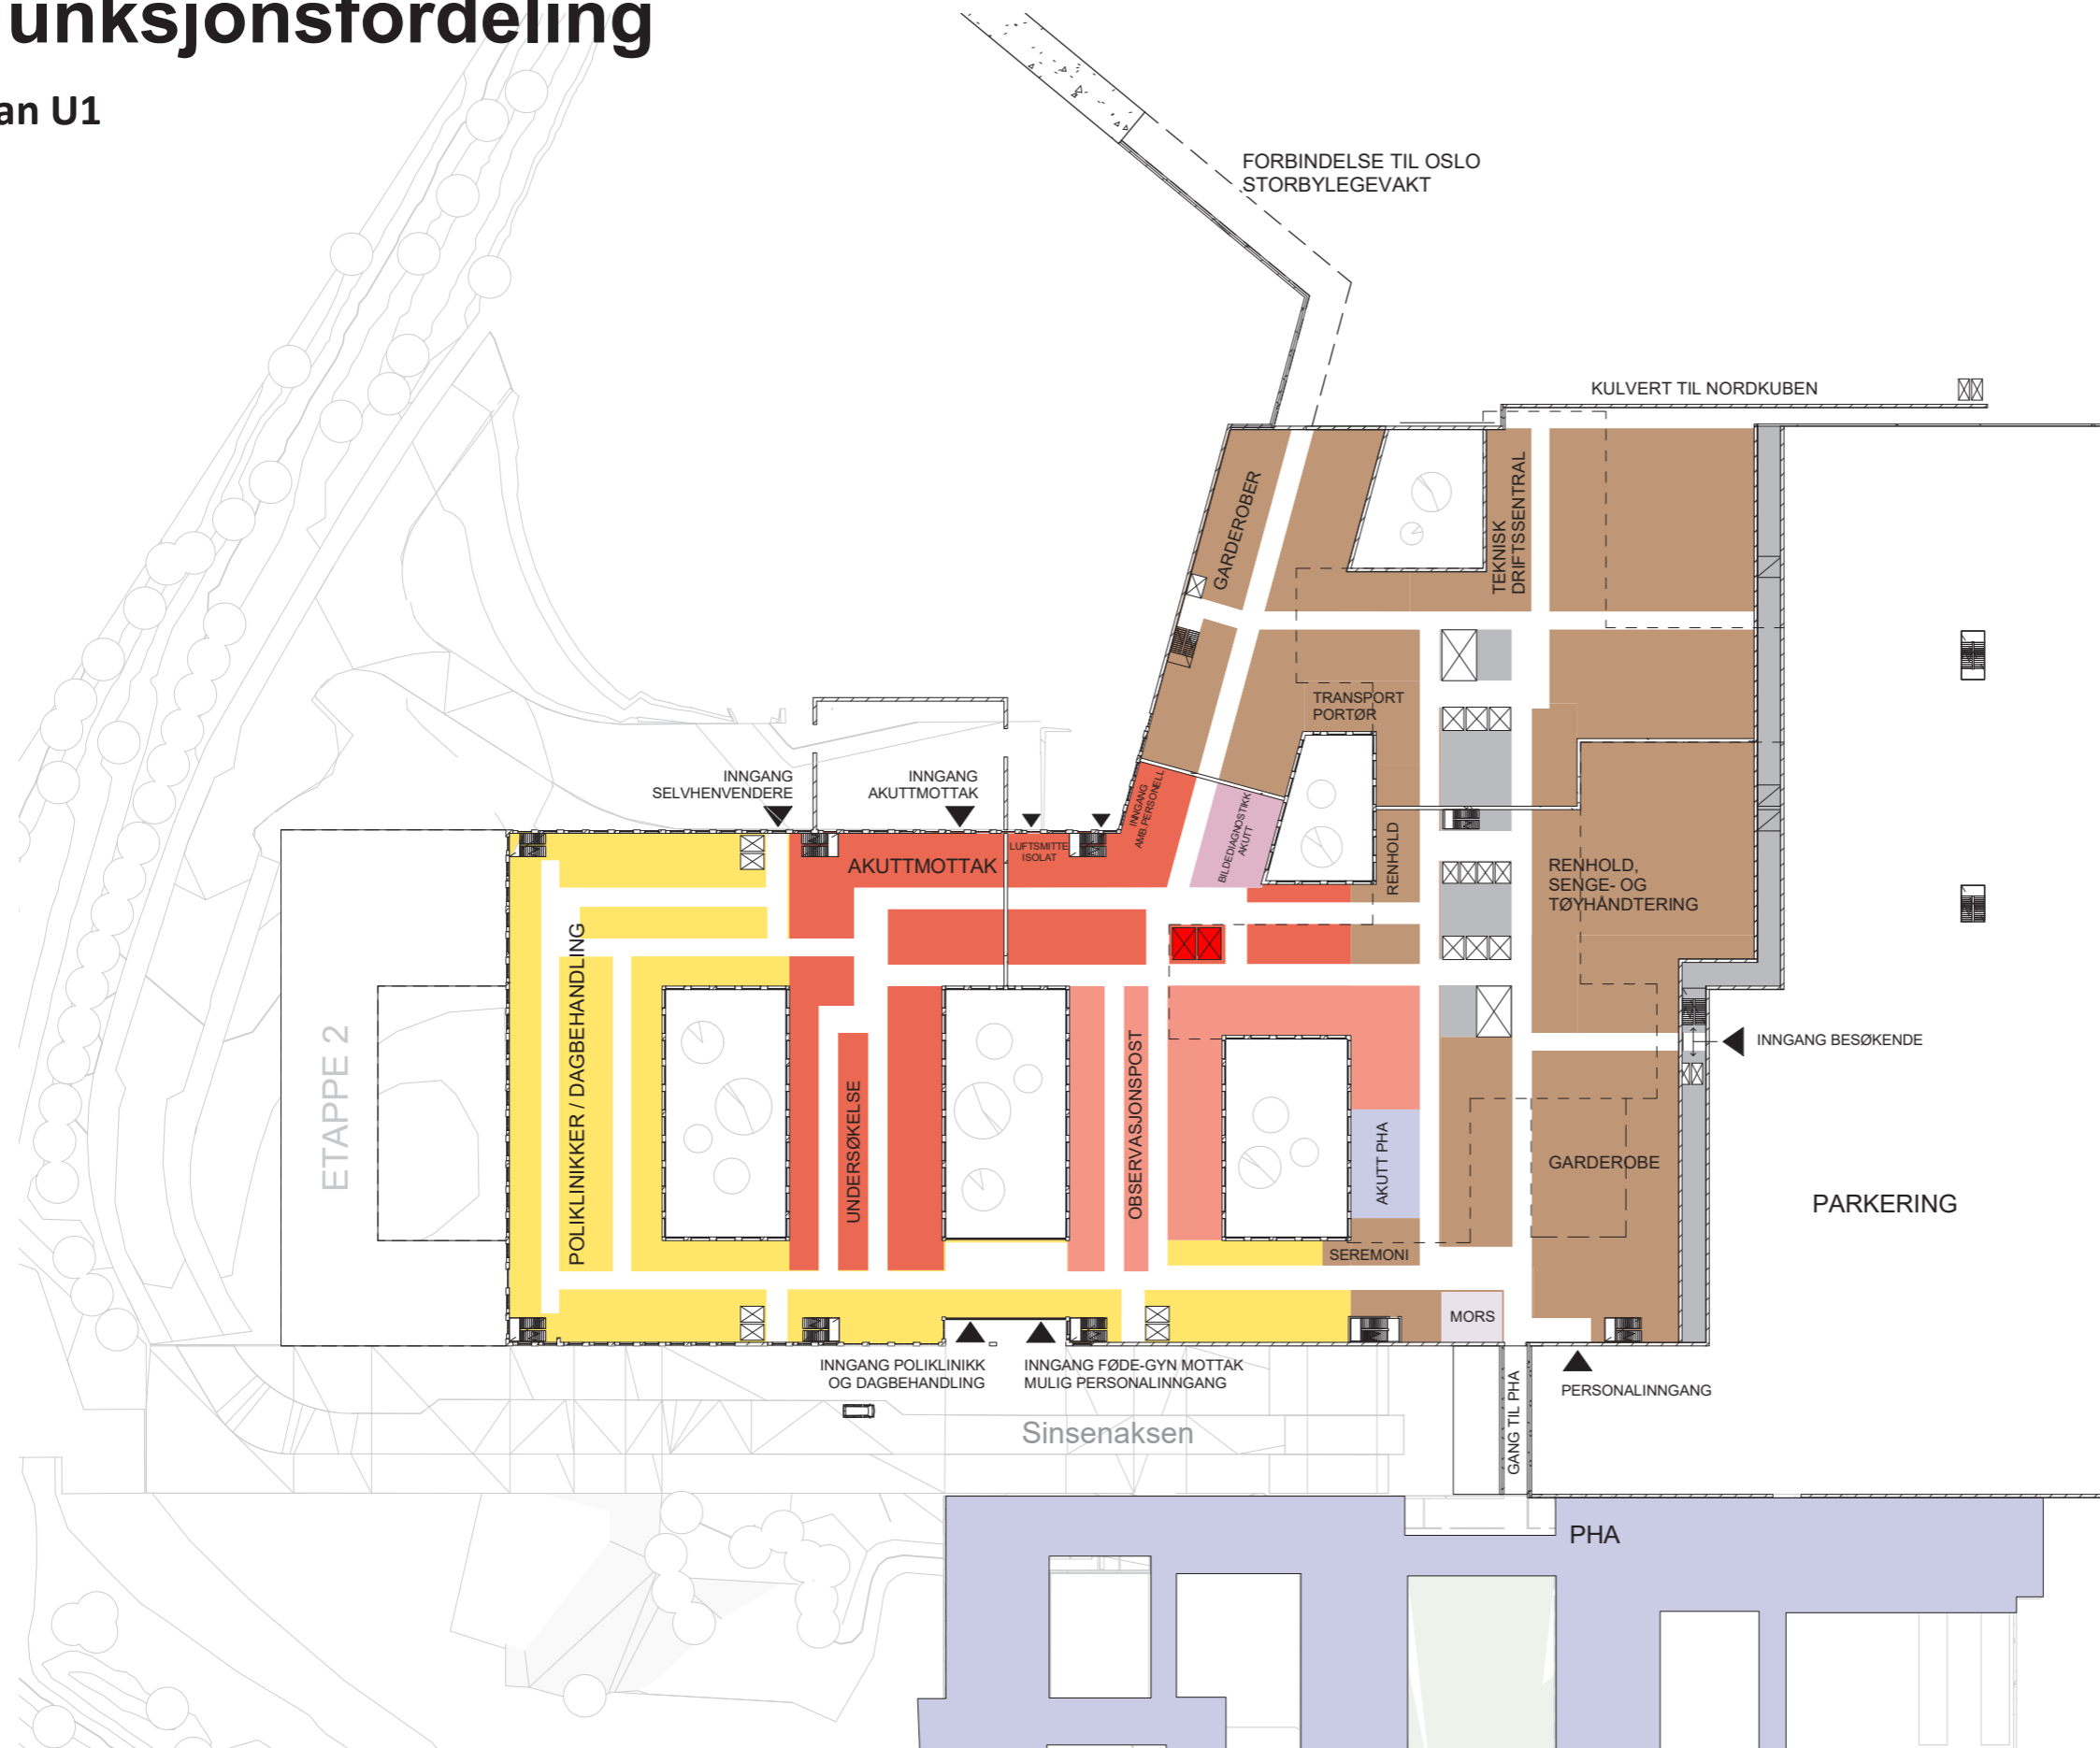 unksjonsfordeling
an U1
FORBINDELSE TIL OSLO
STORBYLEGEVAKT
KULVERT TIL NORDKUBEN
GARDEROBER
TEKNISK
DRIFTSSENTRAL
TRANSPORT
PORTØR
INNGANG
SELVHENVENDERE
INNGANG
AKUTTMOTTAK
INNGANG
AMB.PERSONELL
BILDEDIAGNOSTIKK
AKUTT
LUFTSMITTE
ISOLAT
AKUTTMOTTAK
RENHOLD
RENHOLD,
SENGE- OG
TØYHÅNDTERING
ETAPPE 2
POLIKLINIKKER / DAGBEHANDLING
UNDERSØKELSE
OBSERVASJONSPOST
INNGANG BESØKENDE
AKUTT PHA
GARDEROBE
PARKERING
SEREMONI
MORS
INNGANG POLIKLINIKK
OG DAGBEHANDLING
INNGANG FØDE-GYN MOTTAK
MULIG PERSONALINNGANG
GANG TIL PHA
PERSONALINNGANG
Sinsenaksen
PHA